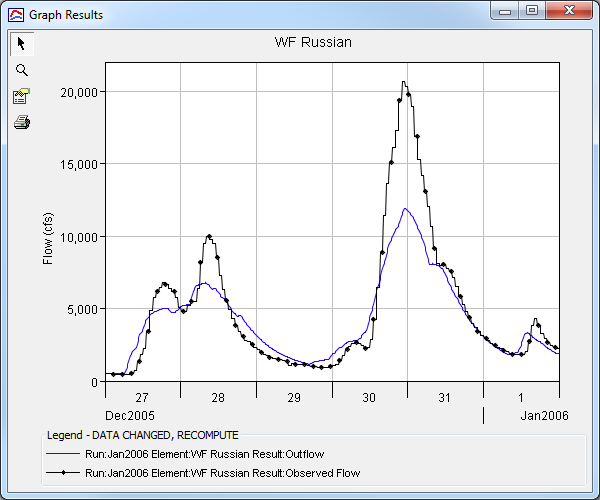 Graph Results
WF Russian
20,000
15,000
10,000
5,000
0
Flow (cfs)
27 28 29 30 31 1
Dec2005 Jan2006
Legend - DATA CHANGED, RECOMPUTE
Run:Jan2006 Element:WF Russian Result:Outflow
Run:Jan2006 Element:WF Russian Result:Observed Flow